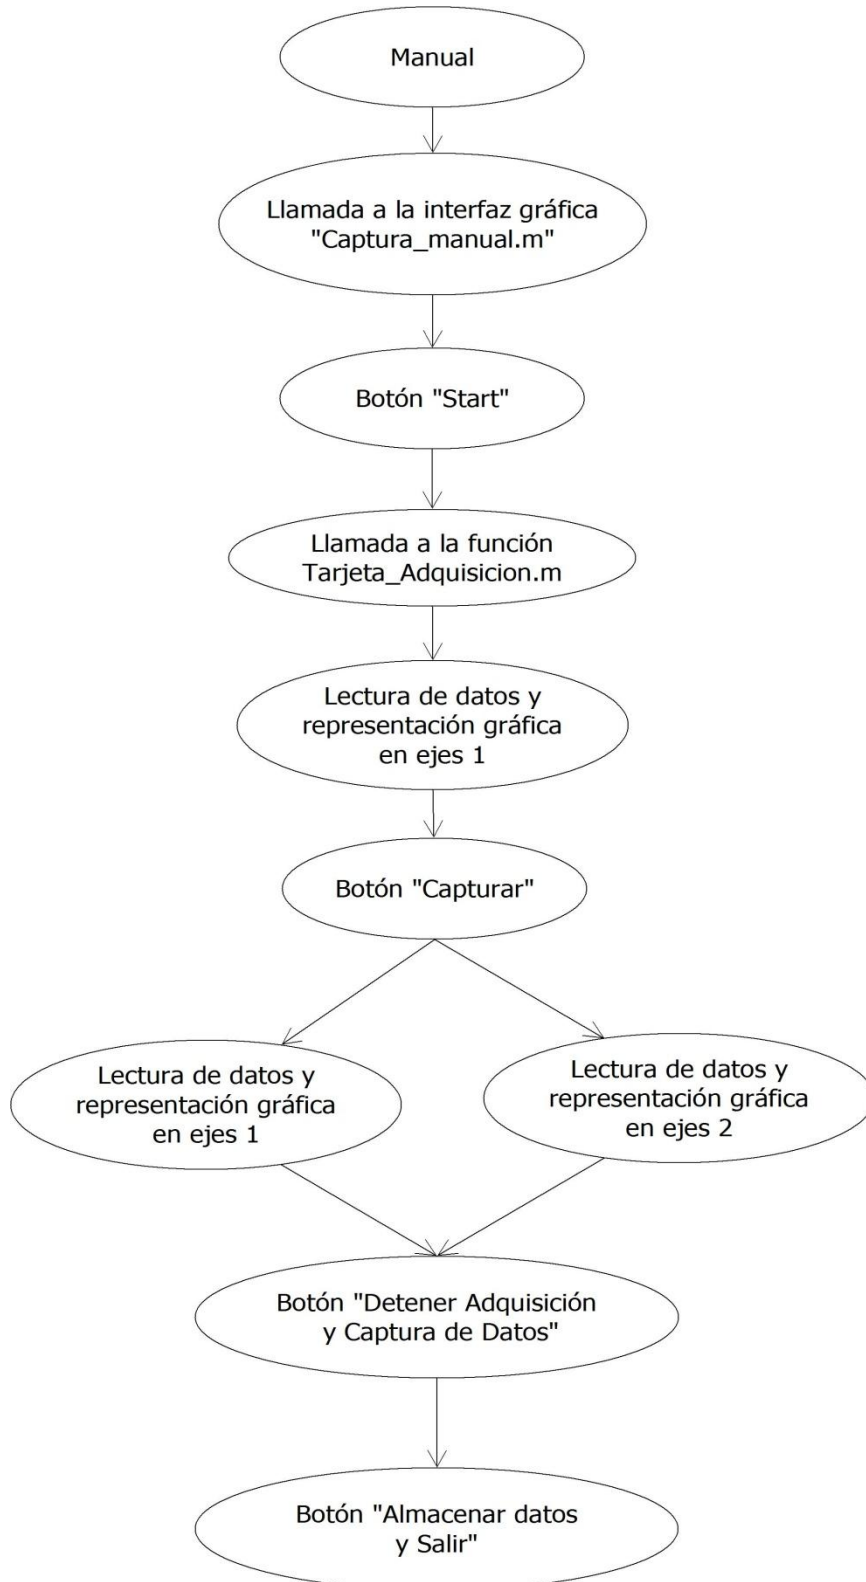 Manual
Llamada a la interfaz gráfica
"Captura_manual.m"
Botón "Start"
Llamada a la función
Tarjeta_Adquisicion.m
Lectura de datos y
representación gráfica
en ejes 1
Botón "Capturar"
Lectura de datos y
representación gráfica
en ejes 1
Lectura de datos y
representación gráfica
en ejes 2
Botón "Detener Adquisición
y Captura de Datos"
Botón "Almacenar datos
y Salir"